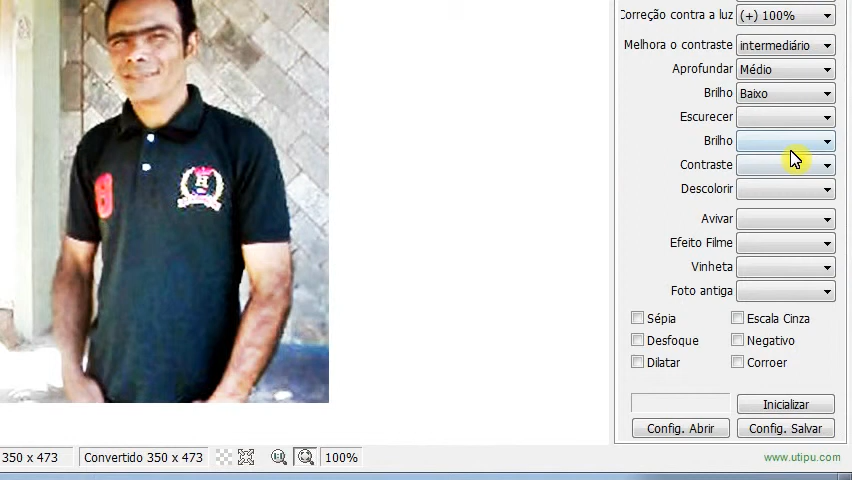 Correção contra a luz (+) 100%
Melhora o contraste intermediário
Aprofundar Médio
Brilho Baixo
Escurecer
Brilho
Contraste
Descolorir
Avivar
Efeito Filme
Vinheta
Foto antiga
Sépia Escala Cinza
Desfoque Negativo
Dilatar Corroer
Inicializar
Config. Abrir Config. Salvar
350 x 473 Convertido 350 x 473 100%
www.utipu.com
H